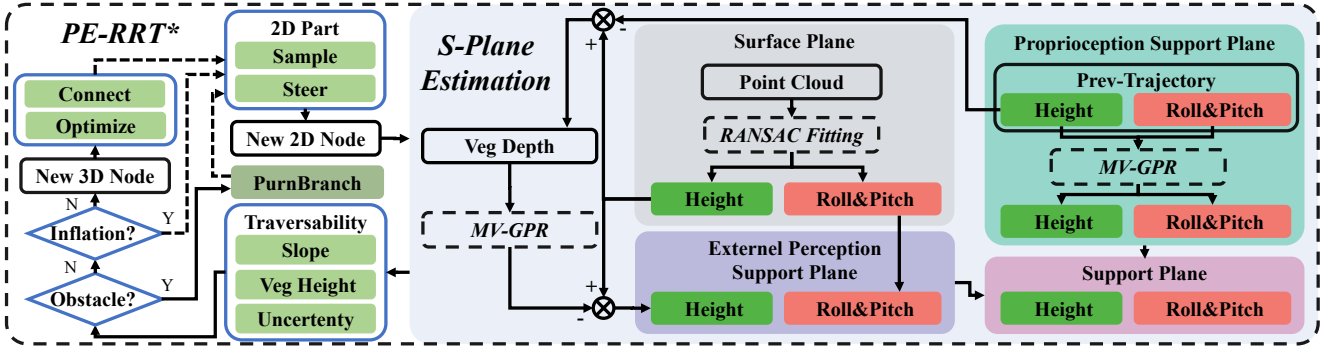 PE-RRT*
2D Part
Sample
Steer
Connect
Optimize
New 2D Node
New 3D Node
PurnBranch
N
Y
Inflation?
N
Y
Obstacle?
Traversability
Slope
Veg Height
Uncertenty
S-Plane
Estimation
+
-
Veg Depth
MV-GPR
+
-
Surface Plane
Point Cloud
RANSAC Fitting
Height
Roll&Pitch
Externel Perception
Support Plane
Height
Roll&Pitch
Proprioception Support Plane
Prev-Trajectory
Height
Roll&Pitch
MV-GPR
Height
Roll&Pitch
Support Plane
Height
Roll&Pitch